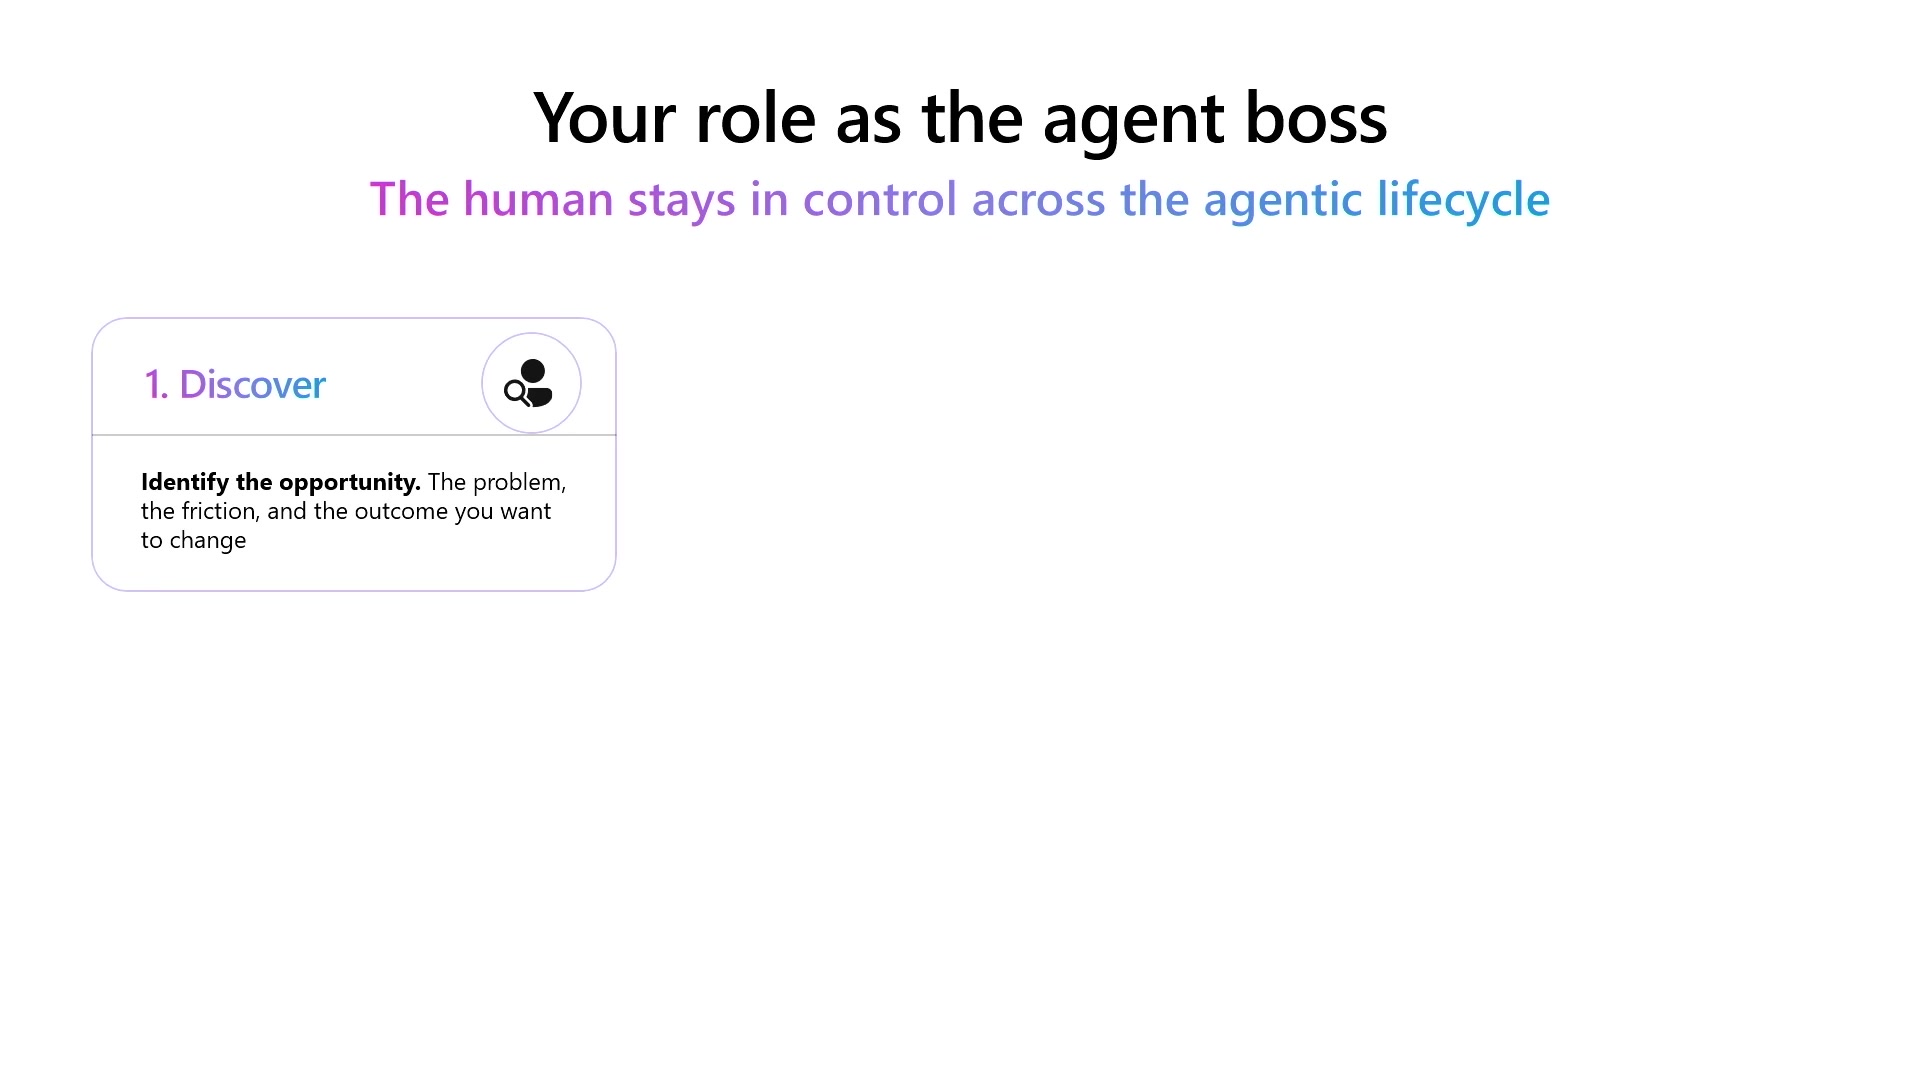 Your role as the agent boss
The human stays in control across the agentic lifecycle
1. Discover
Identify the opportunity. The problem,
the friction, and the outcome you want
to change